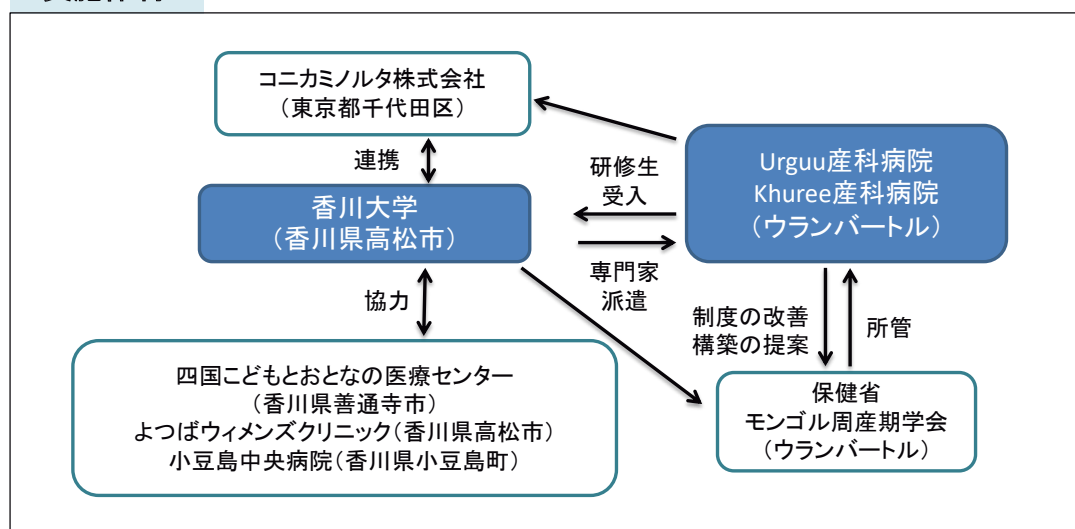 コニカミノルタ株式会社
（東京都千代田区）
連携
香川大学
（香川県高松市）
協力
四国こどもとおとなの医療センター
（香川県善通寺市）
よつばウィメンズクリニック（香川県高松市）
小豆島中央病院（香川県小豆島町）
研修生
受入
専門家
派遣
Urguu産科病院
Khuree産科病院
（ウランバートル）
制度の改善
構築の提案
所管
保健省
モンゴル周産期学会
（ウランバートル）